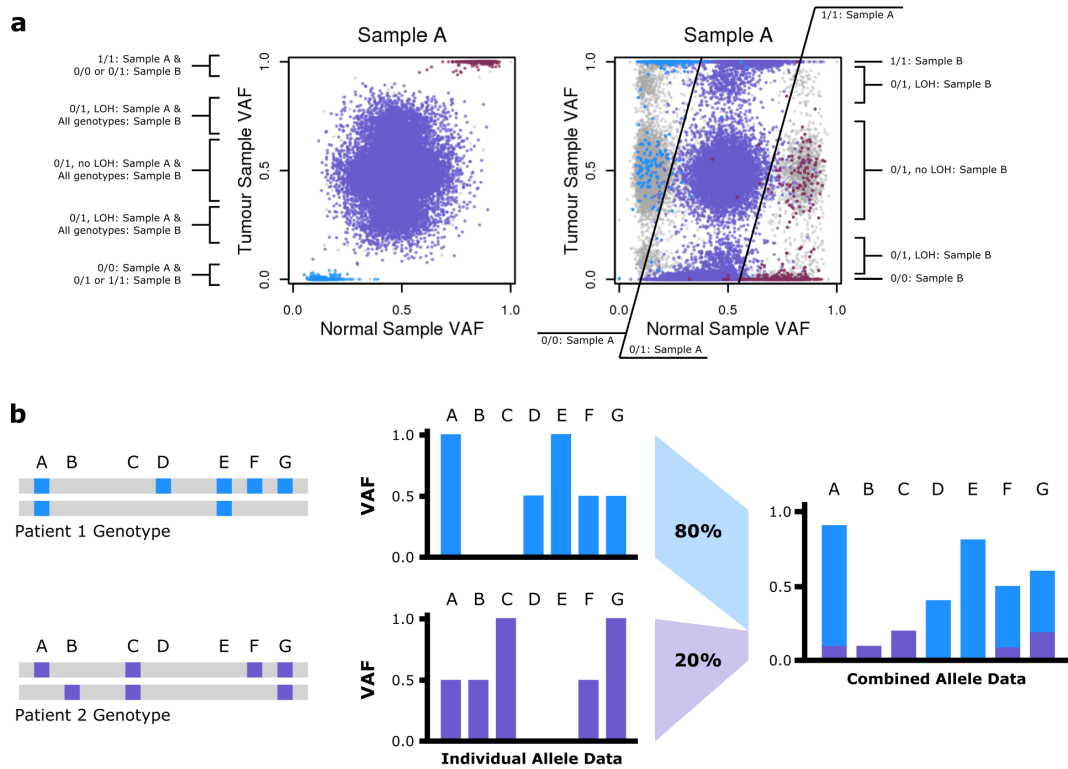 a
1/1: Sample A
Sample A
Sample A
1/1: Sample A &
0/0 or 0/1: Sample B
0/1, LOH: Sample A &
All genotypes: Sample B
0/1, no LOH: Sample A &
All genotypes: Sample B
0/1, LOH: Sample A &
All genotypes: Sample B
0/0: Sample A &
0/1 or 1/1: Sample B
Tumour Sample VAF
1.0
0.5
0.0
0.0 0.5 1.0
Normal Sample VAF
Tumour Sample VAF
1.0
0.5
0.0
0.0 0.5 1.0
Normal Sample VAF
1/1: Sample B
0/1, LOH: Sample B
0/1, no LOH: Sample B
0/1, LOH: Sample B
0/0: Sample B
0/0: Sample A
0/1: Sample A
b
A B C D E F G
Patient 1 Genotype
A B C F G
Patient 2 Genotype
A B C D E F G
VAF
1.0
0.5
0.0
A B C D E F G
VAF
1.0
0.5
0.0
Individual Allele Data
80%
20%
A B C D E F G
1.0
0.5
0.0
Combined Allele Data